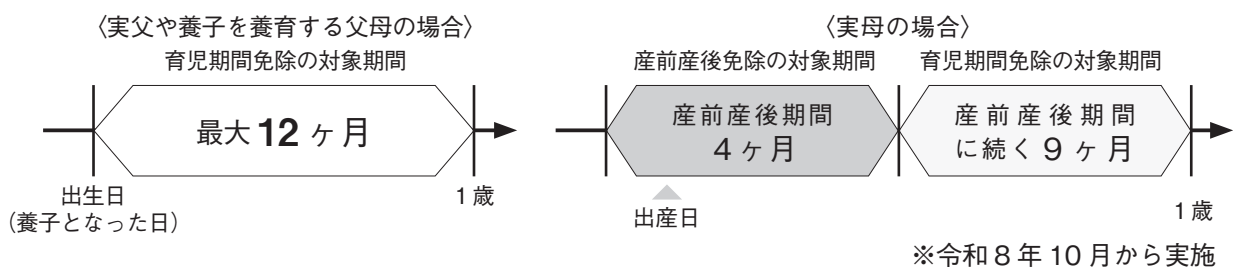 〈実父や養子を養育する父母の場合〉
育児期間免除の対象期間
最大12ヶ月
出生日
(養子となった日)
1歳
〈実母の場合〉
産前産後免除の対象期間
育児期間免除の対象期間
産前産後期間
4ヶ月
産前産後期間
に続く9ヶ月
出産日
1歳
※令和8年10月から実施